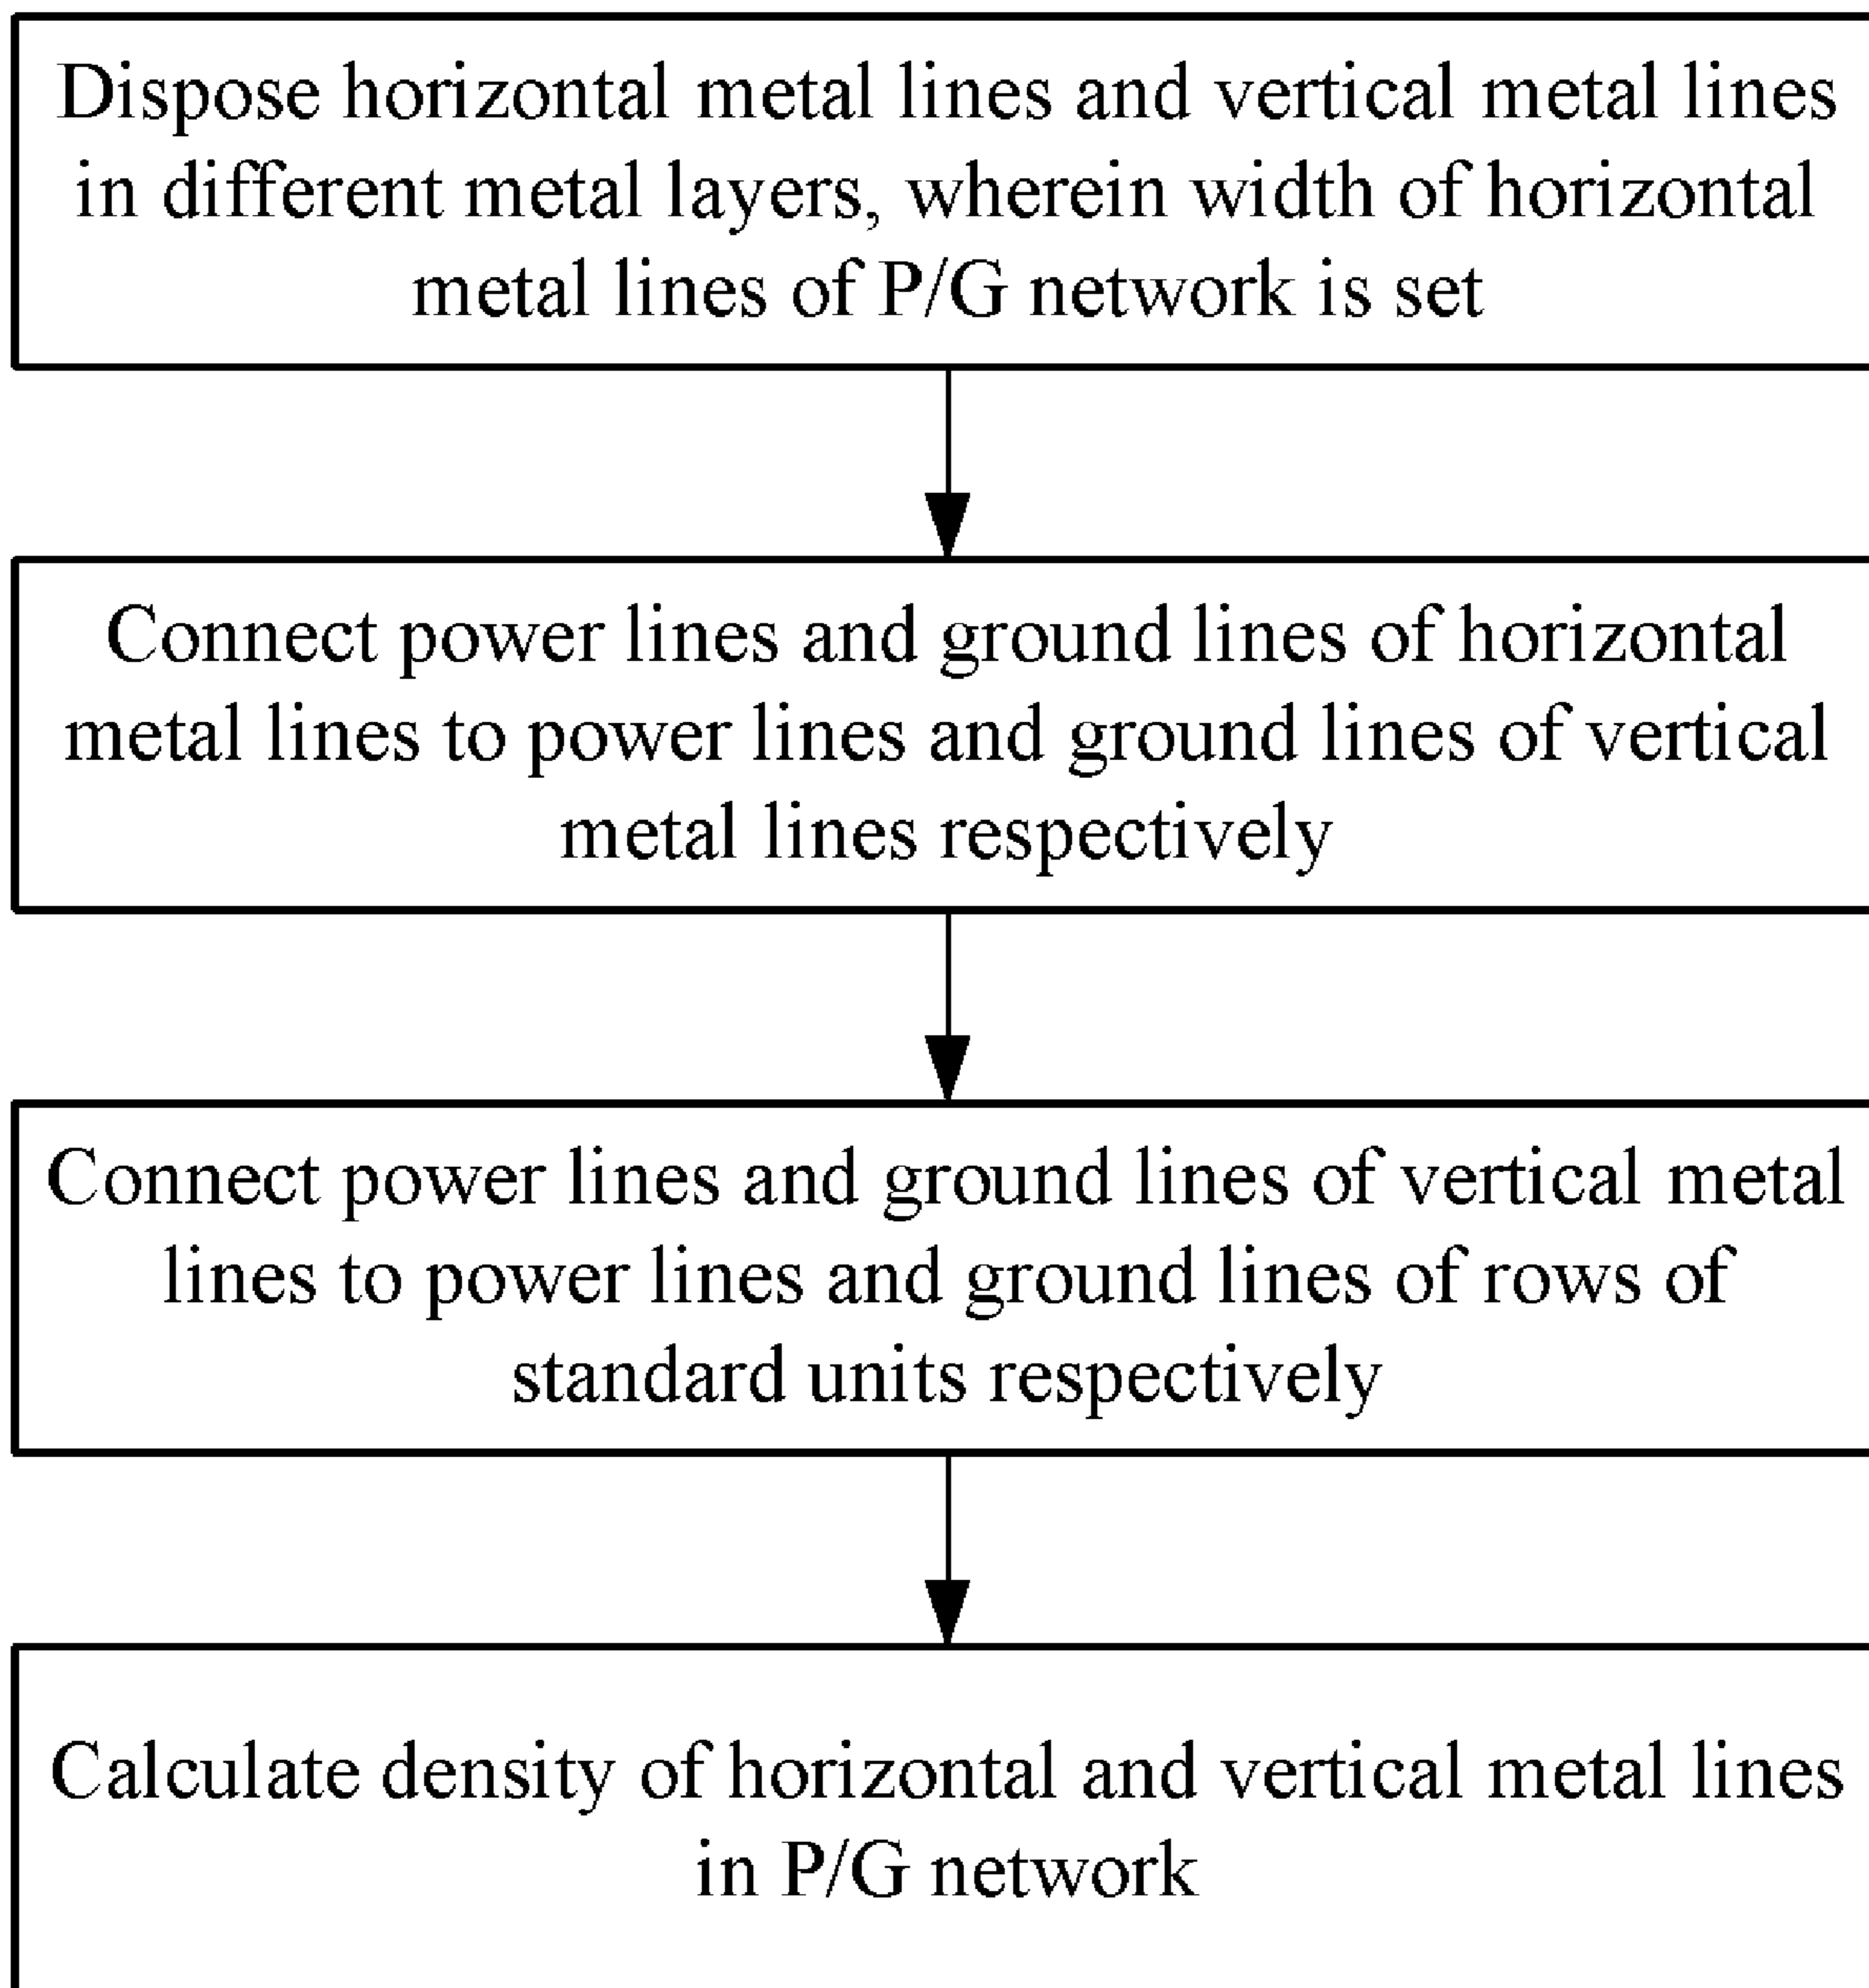 Dispose horizontal metal lines and vertical metal lines
in different metal layers, wherein width of horizontal
metal lines of P/G network is set
Connect power lines and ground lines of horizontal
metal lines to power lines and ground lines of vertical
metal lines respectively
Connect power lines and ground lines of vertical metal
lines to power lines and ground lines of rows of
standard units respectively
Calculate density of horizontal and vertical metal lines
in P/G network